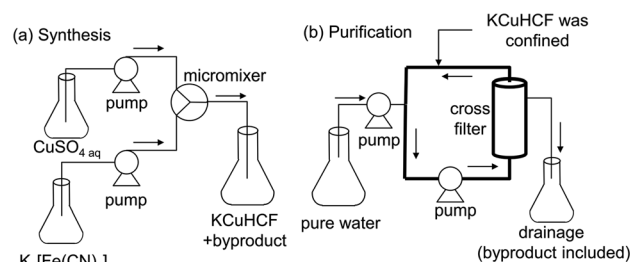 (a) Synthesis
pump
micromixer
CuSO4 aq
pump
KCuHCF
+byproduct
(b) Purification
KCuHCF was
confined
cross
filter
pump
pump
pure water
drainage
(byproduct included)